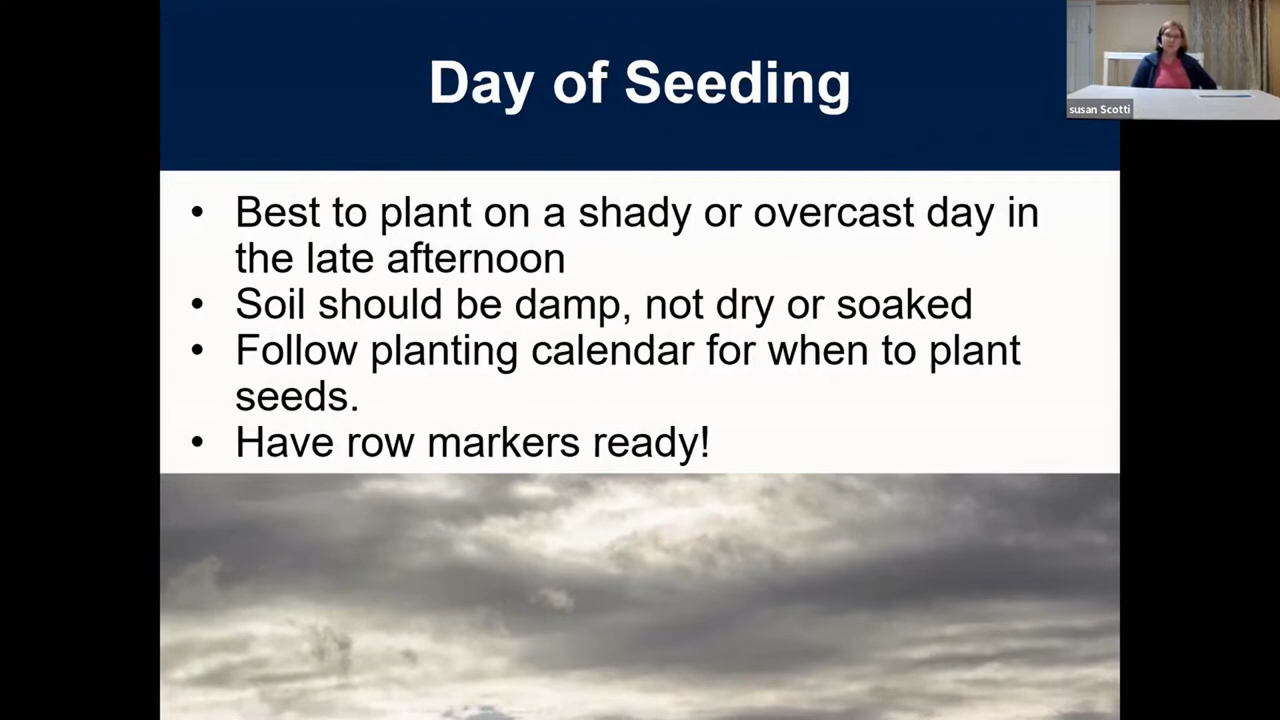 Day of Seeding
susan Scotti
• Best to plant on a shady or overcast day in
the late afternoon
• Soil should be damp, not dry or soaked
• Follow planting calendar for when to plant
seeds.
• Have row markers ready!